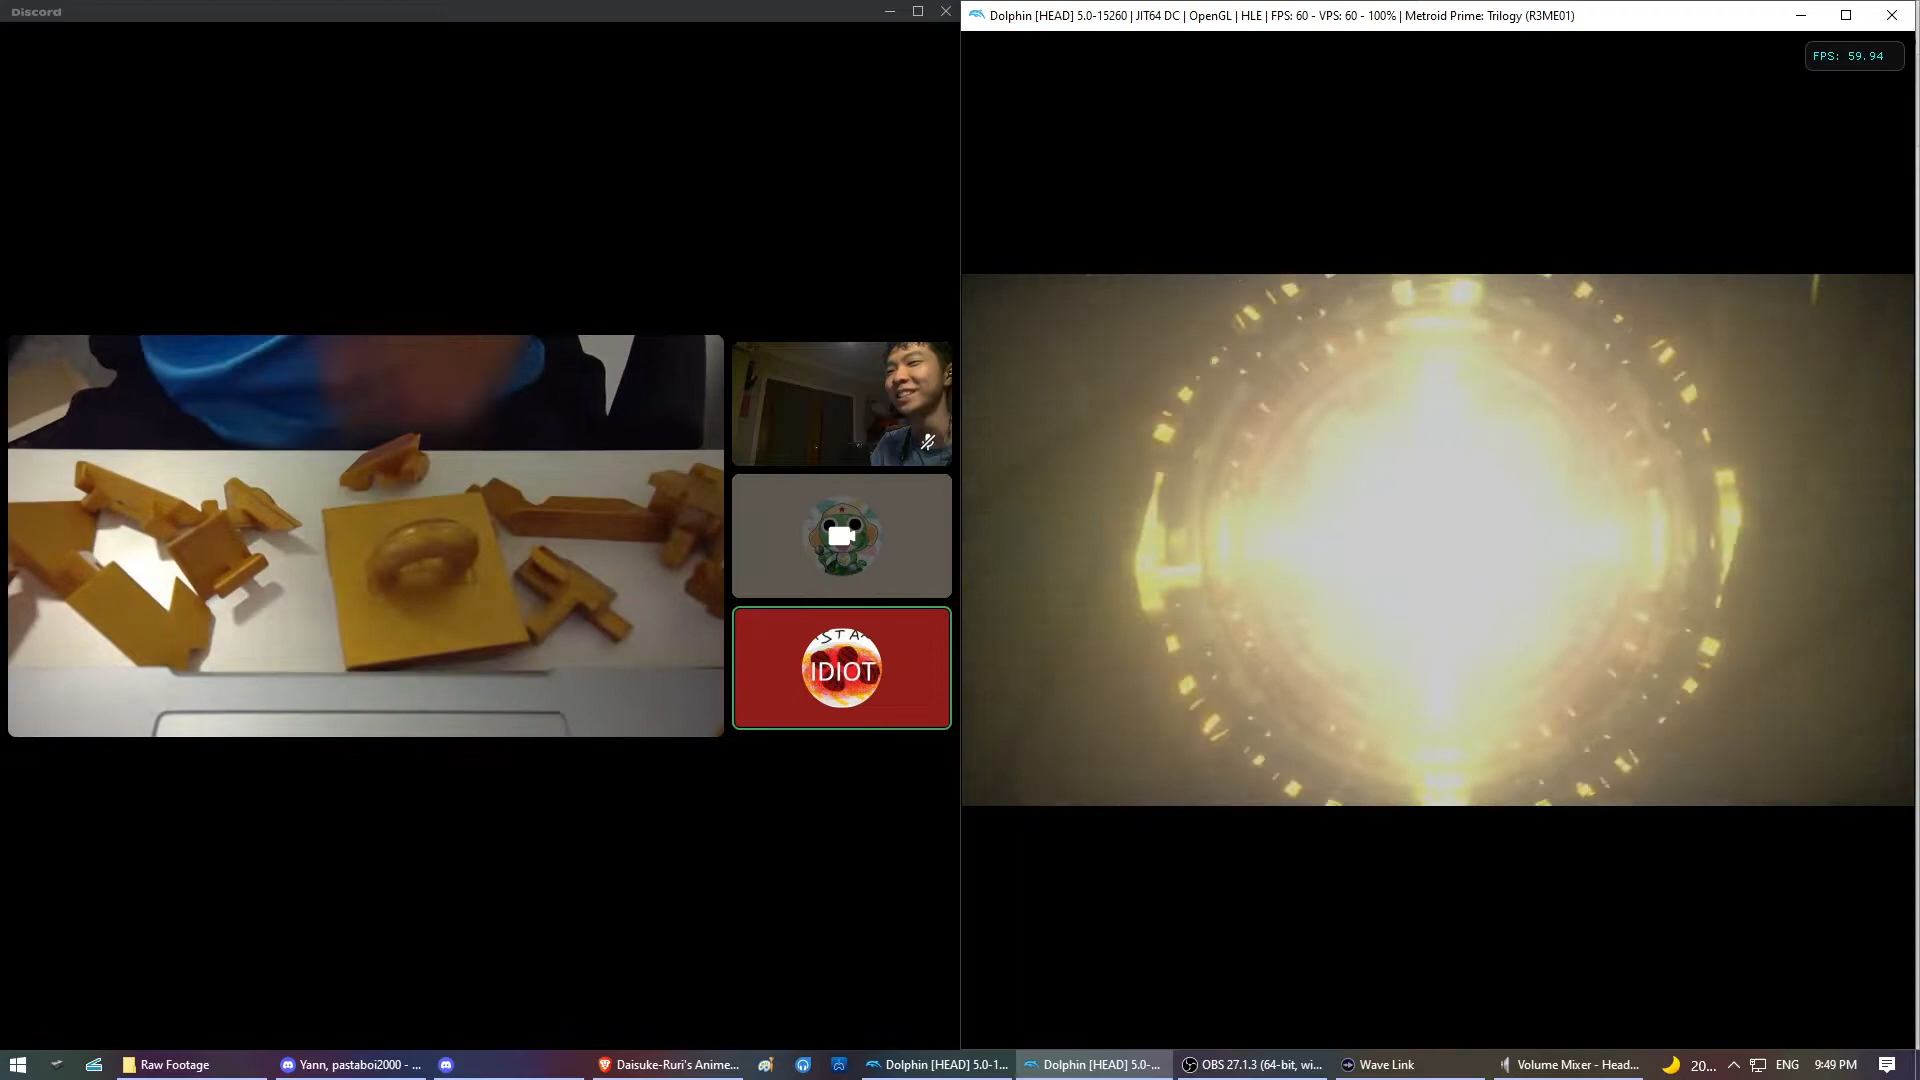 Discord
Dolphin [HEAD] 5.0-15260 | JIT64 DC | OpenGL | HLE | FPS: 60 - VPS: 60 - 100% | Metroid Prime: Trilogy (R3ME01)
FPS: 59.94
IDIOT
Raw Footage
Yann, pastaboi2000 - ...
Daisuke-Ruri's Anime...
Dolphin [HEAD] 5.0-1...
Dolphin [HEAD] 5.0-...
OBS 27.1.3 (64-bit, wi...
Wave Link
Volume Mixer - Head...
20...
ENG
9:49 PM